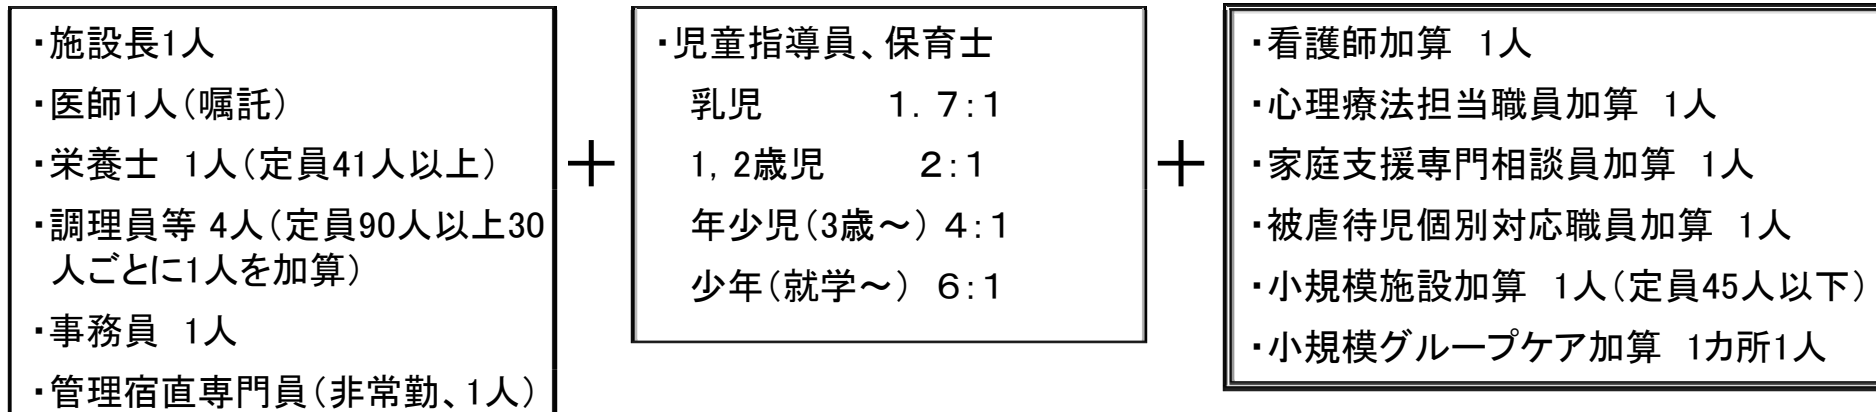 ・施設長1人
・医師1人(嘱託)
・栄養士 1人(定員41人以上)
・調理員等 4人(定員90人以上30
人ごとに1人を加算)
・事務員 1人
・管理宿直専門員(非常勤、1人)
+
・児童指導員、保育士
乳児 1.7:1
1,2歳児 2:1
年少児(3歳~) 4:1
少年(就学~) 6:1
+
・看護師加算 1人
・心理療法担当職員加算 1人
・家庭支援専門相談員加算 1人
・被虐待児個別対応職員加算 1人
・小規模施設加算 1人(定員45人以下)
・小規模グループケア加算 1カ所1人